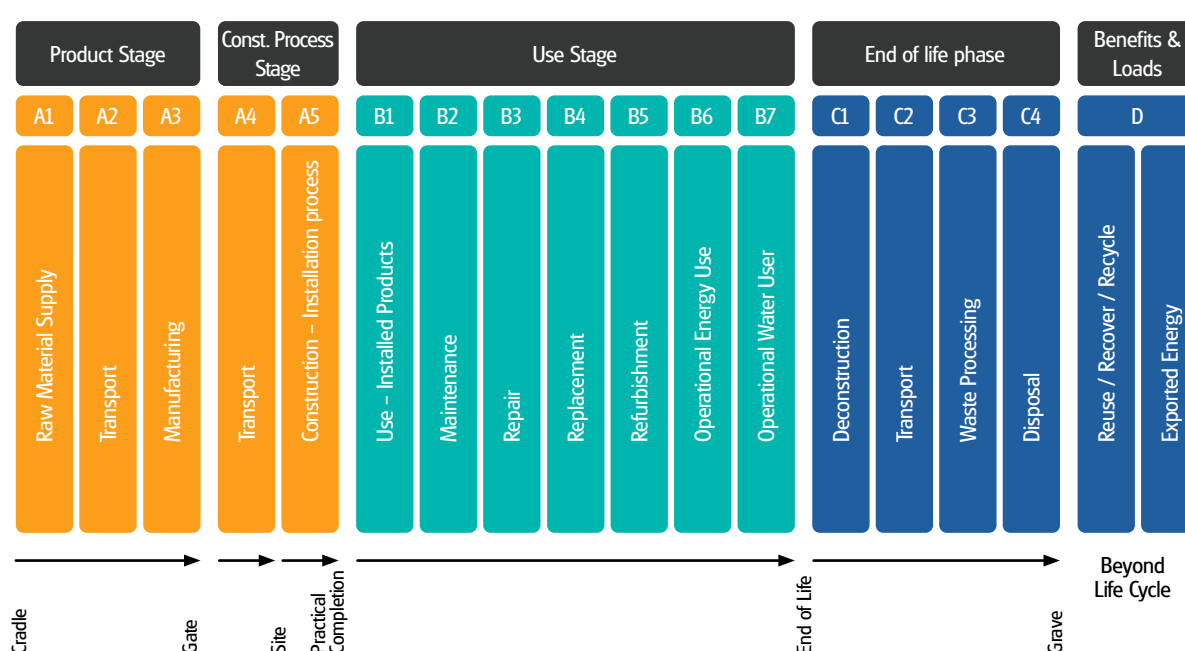 Product Stage
Const. Process
Stage
Use Stage
End of life phase
Benefits &
Loads
A1
A2
A3
A4
A5
B1
B2
B3
B4
B5
B6
B7
C1
C2
C3
C4
D
Raw Material Supply
Transport
Manufacturing
Transport
Construction – Installation process
Use – Installed Products
Maintenance
Repair
Replacement
Refurbishment
Operational Energy Use
Operational Water User
Deconstruction
Transport
Waste Processing
Disposal
Reuse / Recover / Recycle
Exported Energy
Cradle
Gate
Site
Practical
Completion
End of Life
Grave
Beyond
Life Cycle